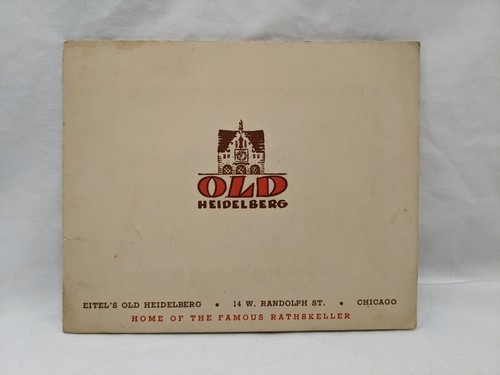 OLD
HEIDELBERG
EITEL'S OLD HEIDELBERG • 14 W. RANDOLPH ST. • CHICAGO
HOME OF THE FAMOUS RATHSKELLER